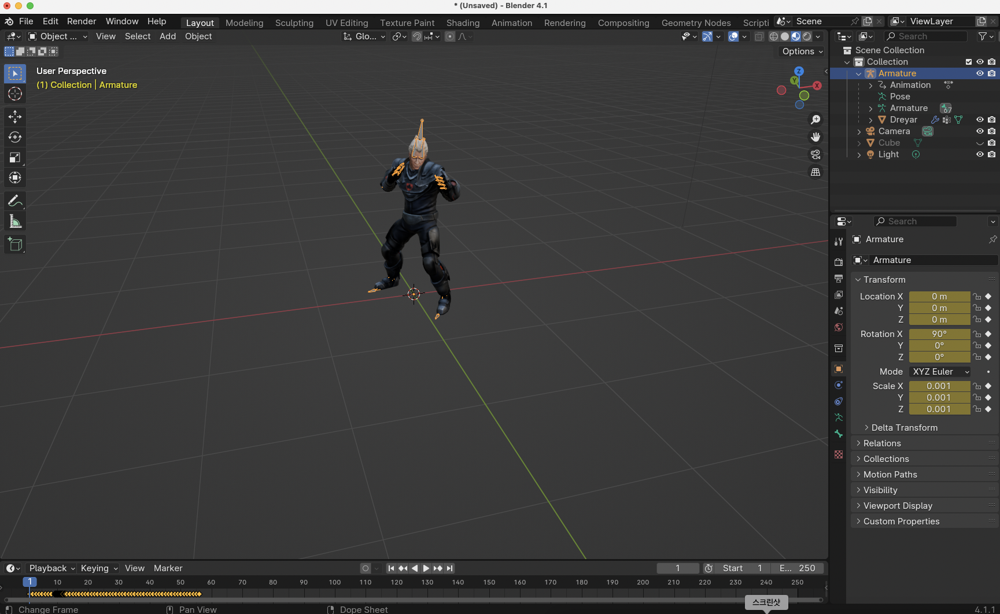 * (Unsaved) - Blender 4.1
File Edit Render Window Help Layout Modeling Sculpting UV Editing Texture Paint Shading Animation Rendering Compositing Geometry Nodes Scripti Scene ViewLayer
Object ... View Select Add Object Glo... Search
Options
User Perspective
(1) Collection | Armature
Z
Y
X
Scene Collection
Collection
Armature
Animation
Pose
Armature 67
Dreyar
Camera
Cube
Light
Search
Armature
Armature
Transform
Location X 0 m
Y 0 m
Z 0 m
Rotation X 90°
Y 0°
Z 0°
Mode XYZ Euler
Scale X 0.001
Y 0.001
Z 0.001
Delta Transform
Relations
Collections
Motion Paths
Visibility
Viewport Display
Custom Properties
Playback Keying View Marker 1 Start 1 E... 250
1 10 20 30 40 50 60 70 80 90 100 110 120 130 140 150 160 170 180 190 200 210 220 230 240 250
스크린샷
Change Frame Pan View Dope Sheet 4.1.1